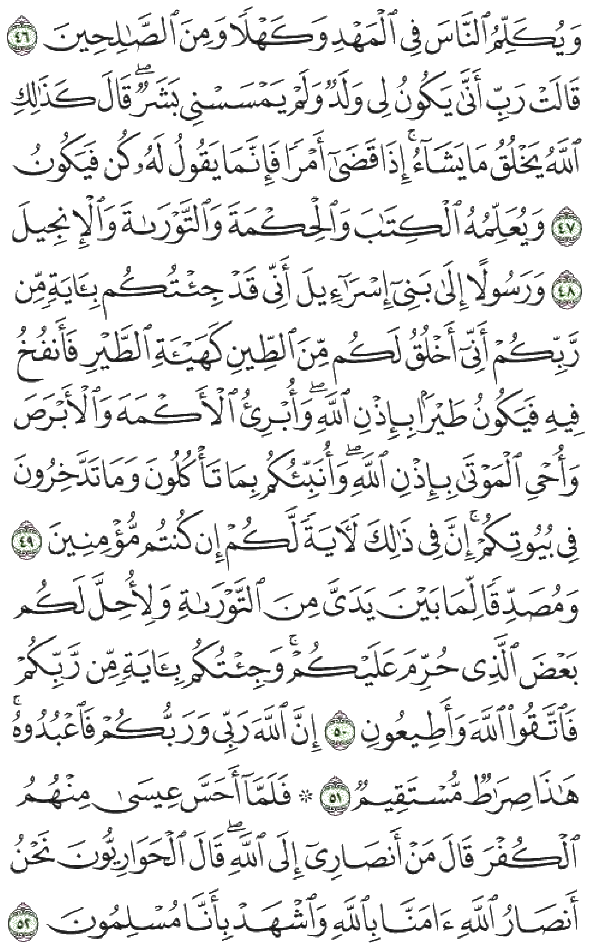 وَيُكَلِّمُ ٱلنَّاسَ فِى ٱلْمَهْدِ وَكَهْلًا وَمِنَ ٱلصَّـٰلِحِينَ ٤٦
قَالَتْ رَبِّ أَنَّىٰ يَكُونُ لِى وَلَدٌ وَلَمْ يَمْسَسْنِى بَشَرٌ ۖ قَالَ كَذَٰلِكِ
ٱللَّهُ يَخْلُقُ مَا يَشَآءُ ۚ إِذَا قَضَىٰٓ أَمْرًا فَإِنَّمَا يَقُولُ لَهُۥ كُن فَيَكُونُ
٤٧ وَيُعَلِّمُهُ ٱلْكِتَـٰبَ وَٱلْحِكْمَةَ وَٱلتَّوْرَىٰةَ وَٱلْإِنجِيلَ
٤٨ وَرَسُولًا إِلَىٰ بَنِىٓ إِسْرَٰٓءِيلَ أَنِّى قَدْ جِئْتُكُم بِـَٔايَةٍ مِّن
رَّبِّكُمْ ۖ أَنِّىٓ أَخْلُقُ لَكُم مِّنَ ٱلطِّينِ كَهَيْـَٔةِ ٱلطَّيْرِ فَأَنفُخُ
فِيهِ فَيَكُونُ طَيْرًۢا بِإِذْنِ ٱللَّهِ ۖ وَأُبْرِئُ ٱلْأَكْمَهَ وَٱلْأَبْرَصَ
وَأُحْىِ ٱلْمَوْتَىٰ بِإِذْنِ ٱللَّهِ ۖ وَأُنَبِّئُكُم بِمَا تَأْكُلُونَ وَمَا تَدَّخِرُونَ
فِى بُيُوتِكُمْ ۚ إِنَّ فِى ذَٰلِكَ لَـَٔايَةً لَّكُمْ إِن كُنتُم مُّؤْمِنِينَ ٤٩
وَمُصَدِّقًا لِّمَا بَيْنَ يَدَىَّ مِنَ ٱلتَّوْرَىٰةِ وَلِأُحِلَّ لَكُم
بَعْضَ ٱلَّذِى حُرِّمَ عَلَيْكُمْ ۚ وَجِئْتُكُم بِـَٔايَةٍ مِّن رَّبِّكُمْ
فَٱتَّقُوا۟ ٱللَّهَ وَأَطِيعُونِ ٥٠ إِنَّ ٱللَّهَ رَبِّى وَرَبُّكُمْ فَٱعْبُدُوهُ ۗ
هَـٰذَا صِرَٰطٌ مُّسْتَقِيمٌ ٥١ ۞ فَلَمَّآ أَحَسَّ عِيسَىٰ مِنْهُمُ
ٱلْكُفْرَ قَالَ مَنْ أَنصَارِىٓ إِلَى ٱللَّهِ ۖ قَالَ ٱلْحَوَارِيُّونَ نَحْنُ
أَنصَارُ ٱللَّهِ ءَامَنَّا بِٱللَّهِ وَٱشْهَدْ بِأَنَّا مُسْلِمُونَ ٥٢